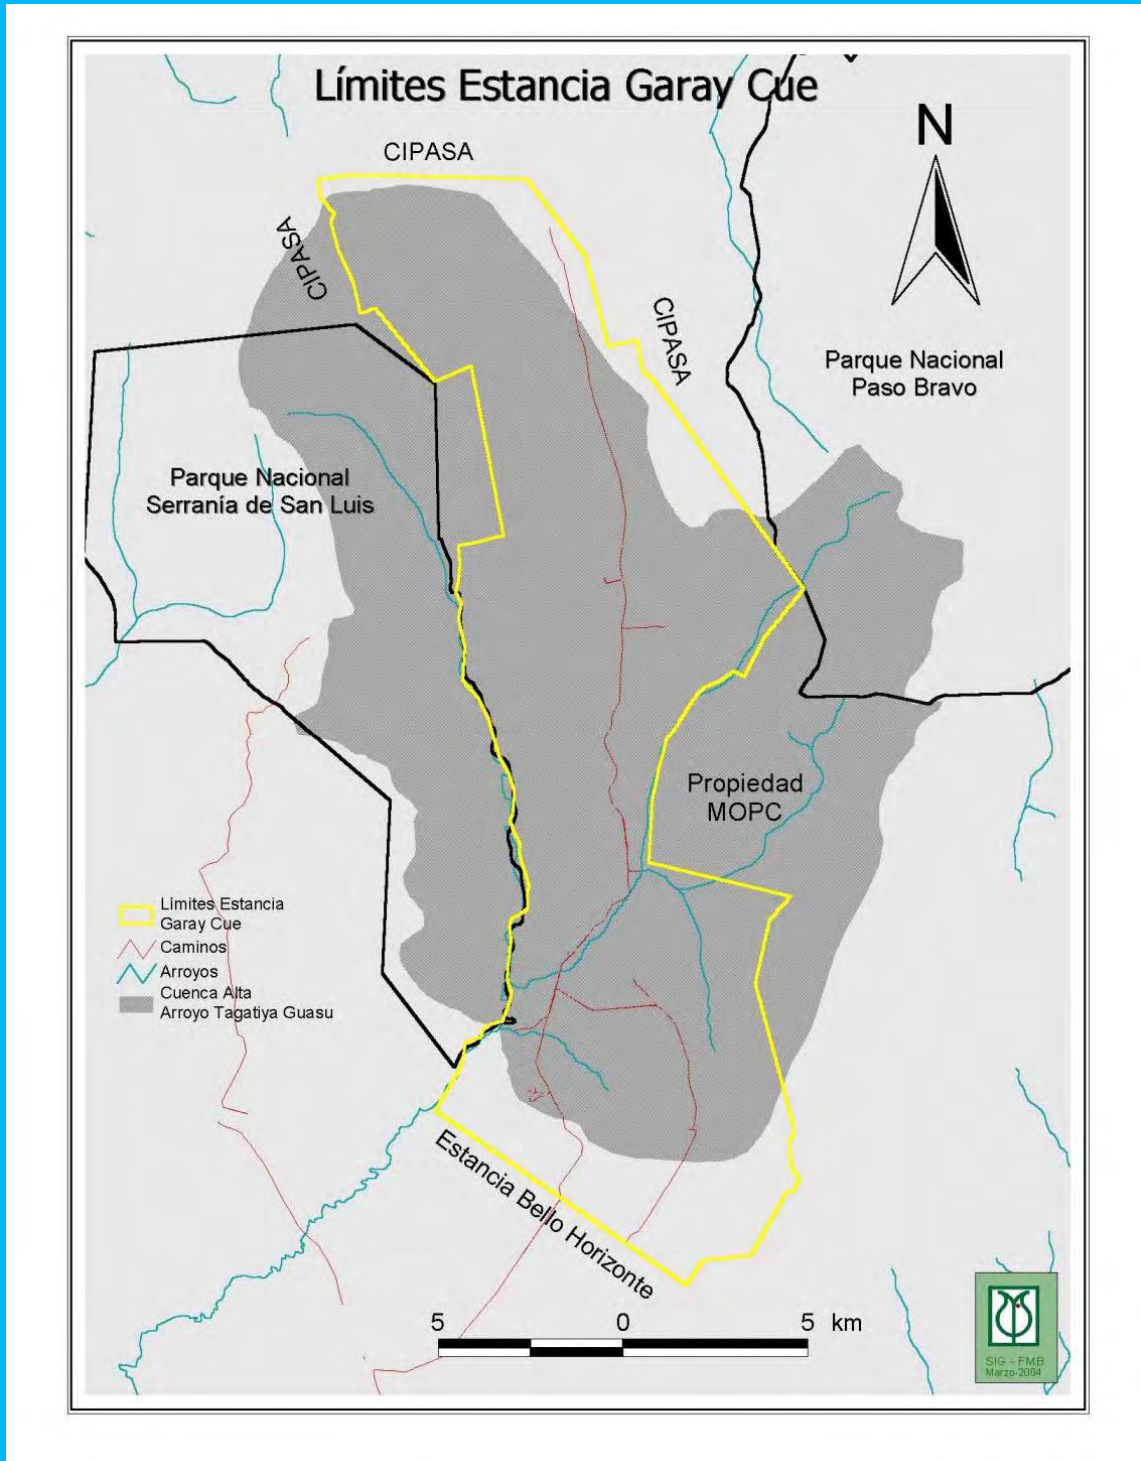 Límites Estancia Garay Cue
CIPASA
N
CIPASA
CIPASA
Parque Nacional
Paso Bravo
Parque Nacional
Serranía de San Luis
Propiedad
MOPC
Límites Estancia
Garay Cue
Caminos
Arroyos
Cuenca Alta
Arroyo Tagatiya Guasu
Estancia Bello Horizonte
5 0 5 km
SIG - FMB
Marzo-2004